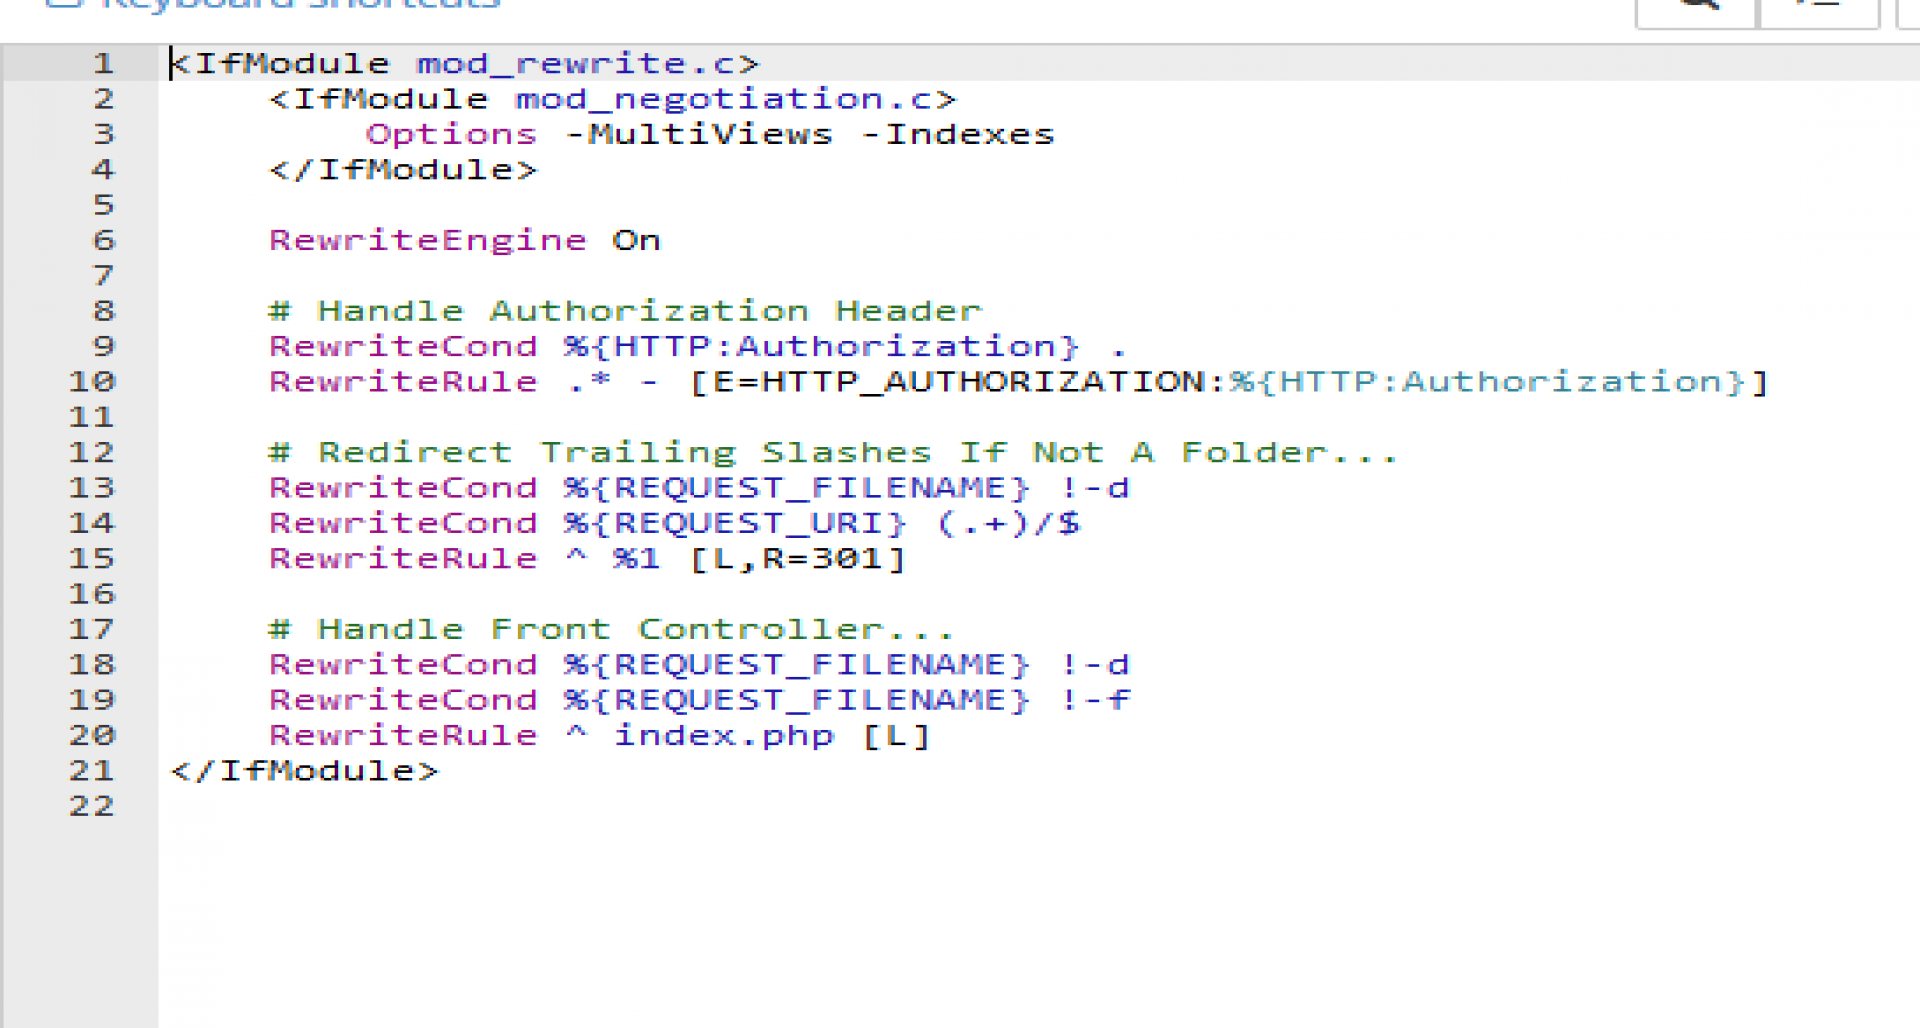 Keyboard shortcuts
1 <IfModule mod_rewrite.c>
2     <IfModule mod_negotiation.c>
3         Options -MultiViews -Indexes
4     </IfModule>
5
6     RewriteEngine On
7
8     # Handle Authorization Header
9     RewriteCond %{HTTP:Authorization} .
10     RewriteRule .* - [E=HTTP_AUTHORIZATION:%{HTTP:Authorization}]
11
12     # Redirect Trailing Slashes If Not A Folder...
13     RewriteCond %{REQUEST_FILENAME} !-d
14     RewriteCond %{REQUEST_URI} (.+)/$
15     RewriteRule ^ %1 [L,R=301]
16
17     # Handle Front Controller...
18     RewriteCond %{REQUEST_FILENAME} !-d
19     RewriteCond %{REQUEST_FILENAME} !-f
20     RewriteRule ^ index.php [L]
21 </IfModule>
22